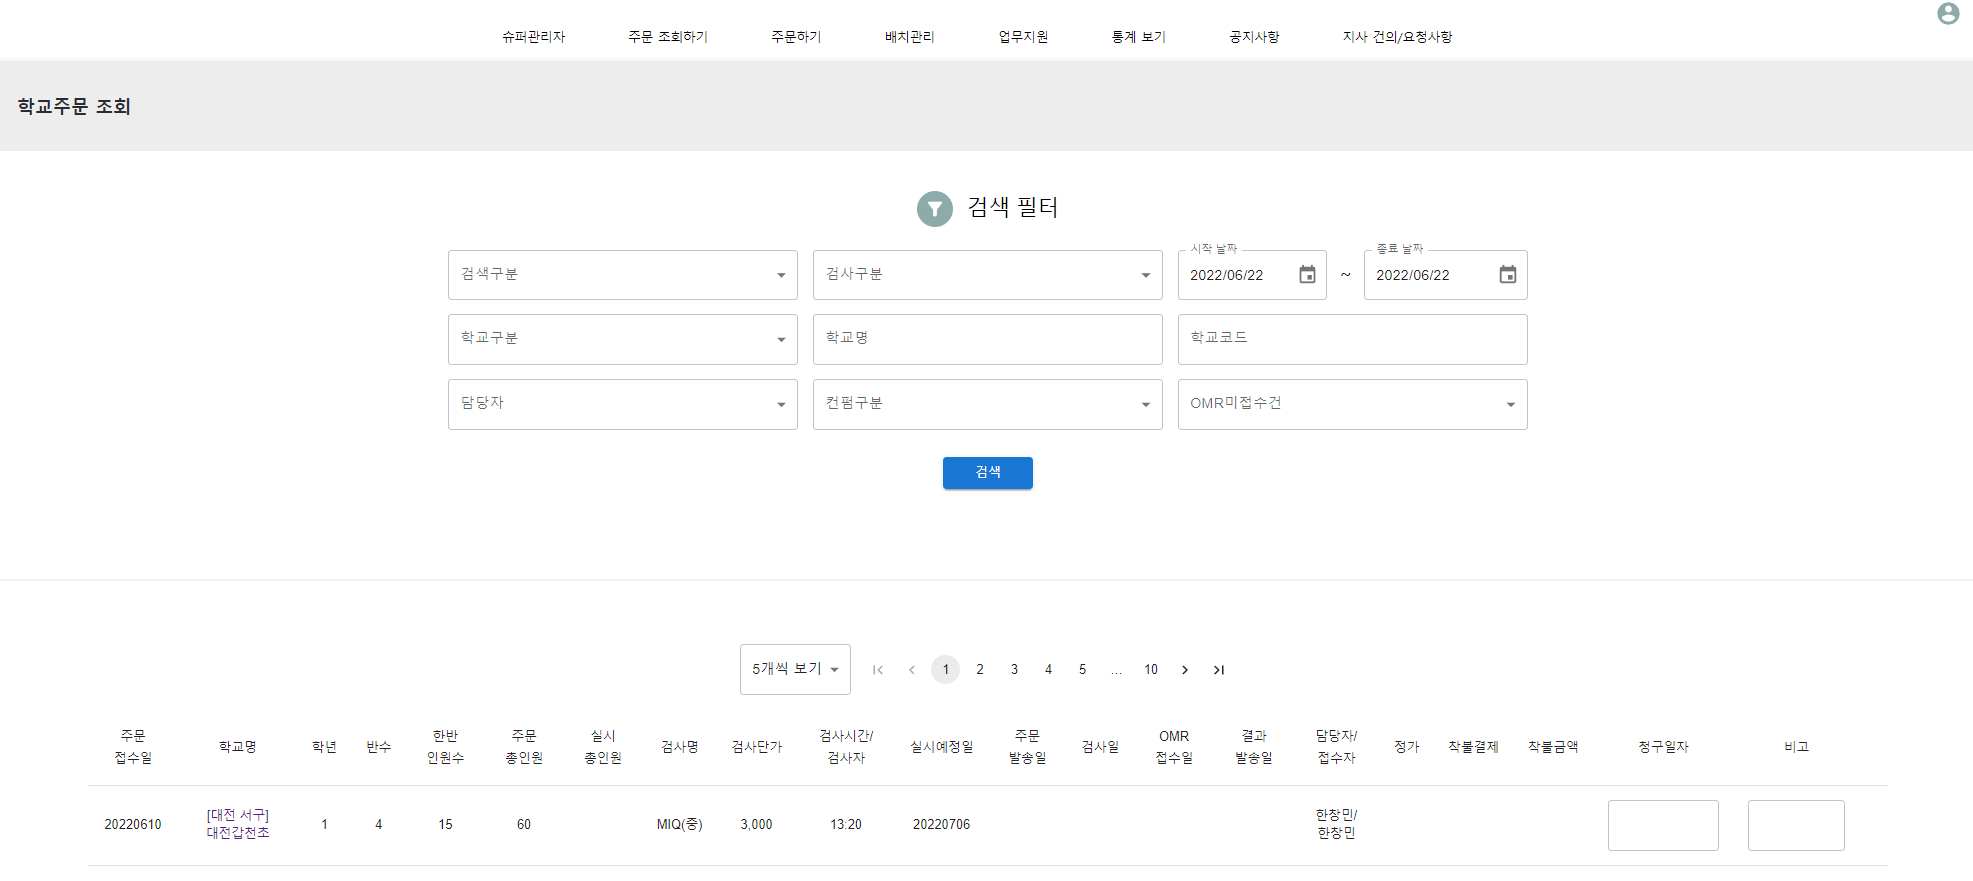 슈퍼관리자 주문 조회하기 주문하기 배치관리 업무지원 통계 보기 공지사항 지사 건의/요청사항
학교주문 조회
검색 필터
검색구분 검사구분 시작 날짜 2022/06/22 ~ 종료 날짜 2022/06/22
학교구분 학교명 학교코드
담당자 컨펌구분 OMR미접수건
검색
5개씩 보기 1 2 3 4 5 … 10
주문 접수일 학교명 학년 반수 한반 인원수 주문 총인원 실시 총인원 검사명 검사단가 검사시간/ 검사자 실시예정일 주문 발송일 검사일 OMR 접수일 결과 발송일 담당자/ 접수자 정가 착불결제 착불금액 청구일자 비고
20220610 [대전 서구] 대전갑천초 1 4 15 60 MIQ(중) 3,000 13:20 20220706 한창민/ 한창민